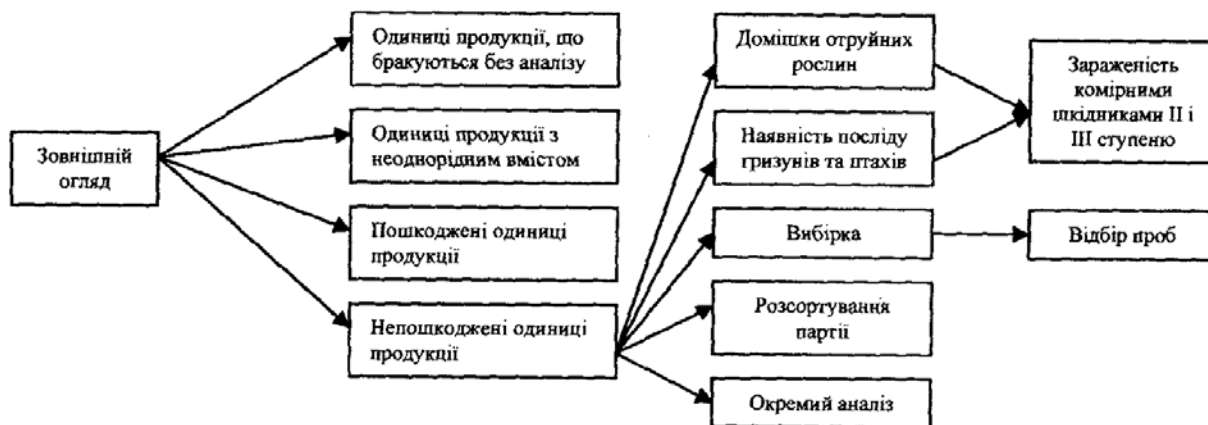 Зовнішній
огляд
Одиниці продукції, що
бракуються без аналізу
Одиниці продукції з
неоднорідним вмістом
Пошкоджені одиниці
продукції
Непошкоджені одиниці
продукції
Домішки отруйних
рослин
Наявність посліду
гризунів та птахів
Вибірка
Розсортування
партії
Окремий аналіз
Зараженість
комірними
шкідниками II і
III ступеню
Відбір проб